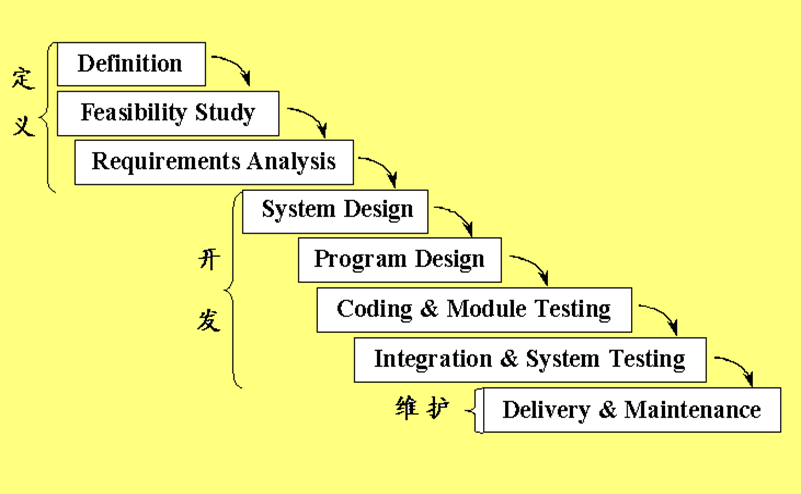 定义
Definition
Feasibility Study
Requirements Analysis
开发
System Design
Program Design
Coding & Module Testing
Integration & System Testing
维护
Delivery & Maintenance